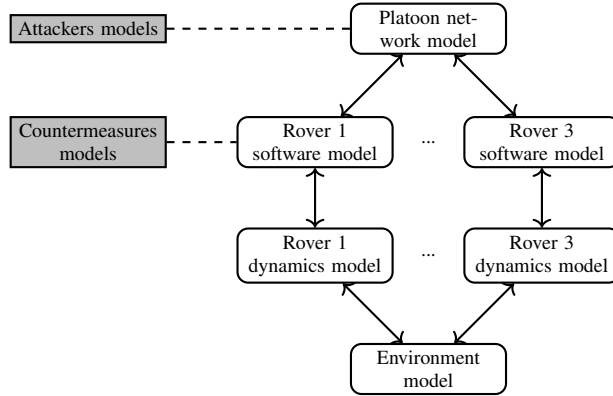 Attackers models
Platoon net-
work model
Countermeasures
models
Rover 1
software model
...
Rover 3
software model
Rover 1
dynamics model
...
Rover 3
dynamics model
Environment
model